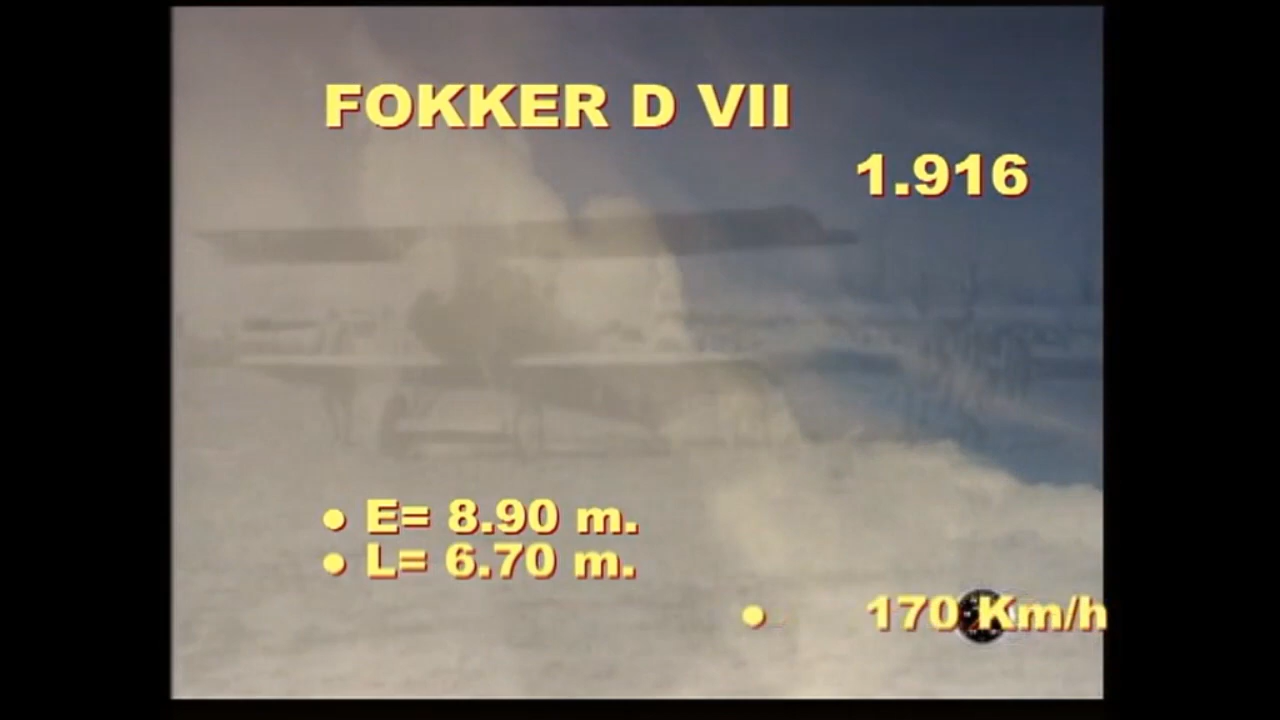 FOKKER D VII
1.916
● E= 8.90 m.
● L= 6.70 m.
● 170 Km/h